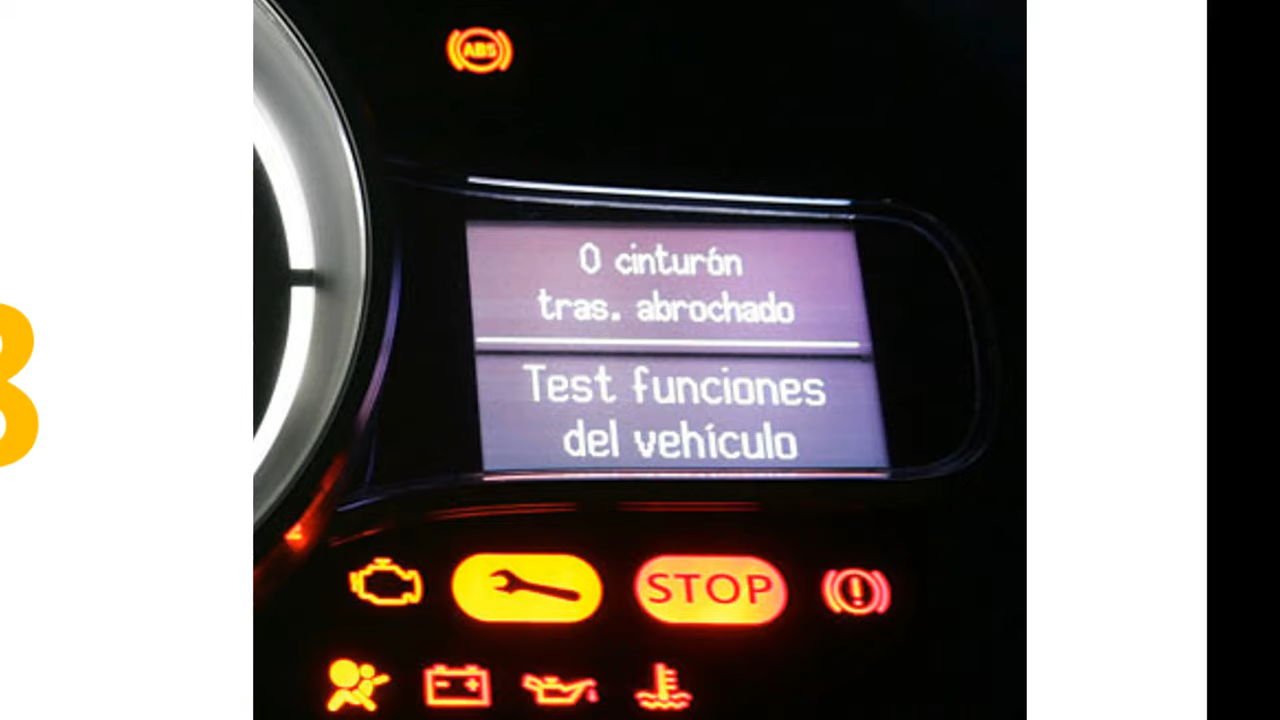 ABS
0 cinturón
tras. abrochado
Test funciones
del vehículo
STOP